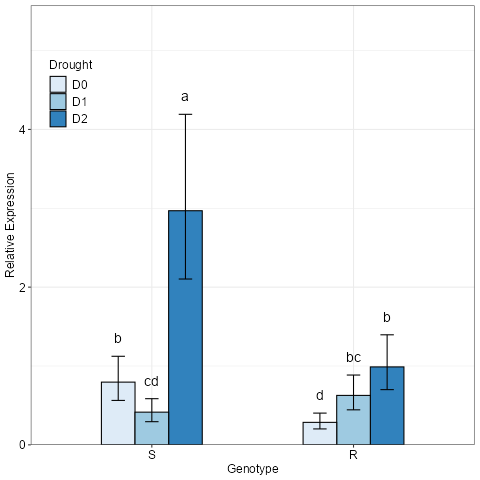 Drought
D0
D1
D2
a
b
cd
d
bc
b
Relative Expression
0
2
4
S
R
Genotype